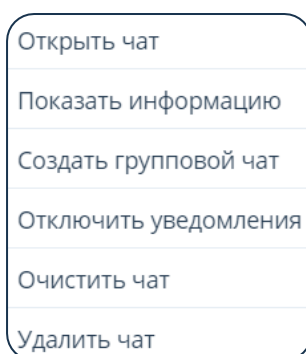 Открыть чат
Показать информацию
Создать групповой чат
Отключить уведомления
Очистить чат
Удалить чат